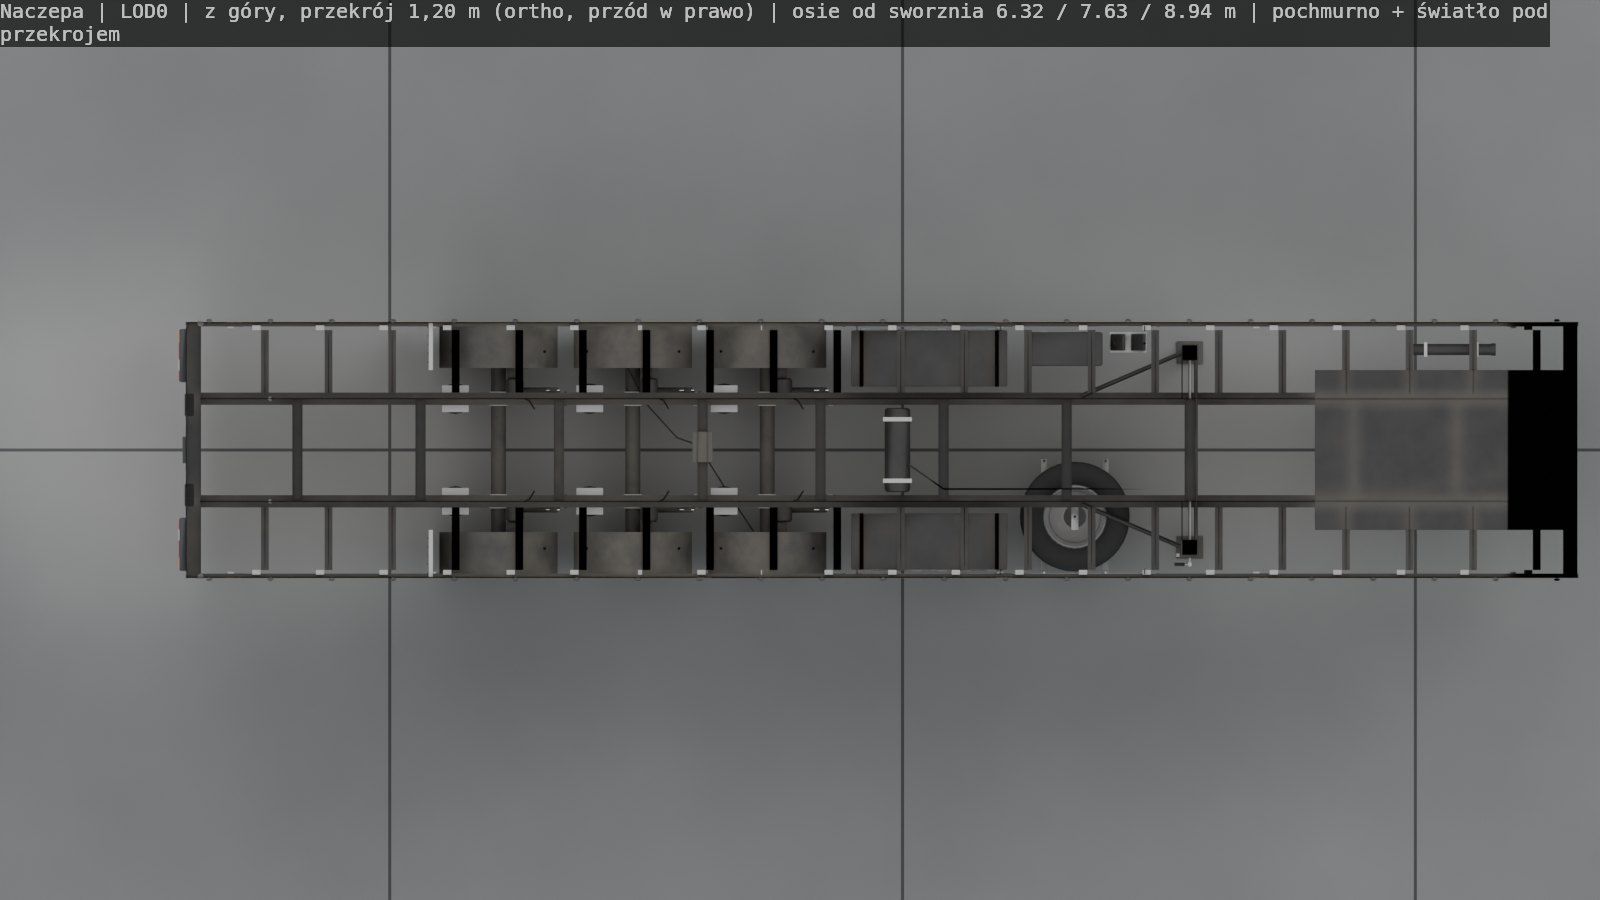 Naczepa | LOD0 | z góry, przekrój 1,20 m (ortho, przód w prawo) | osie od sworznia 6.32 / 7.63 / 8.94 m | pochmurno + światło pod
przekrojem